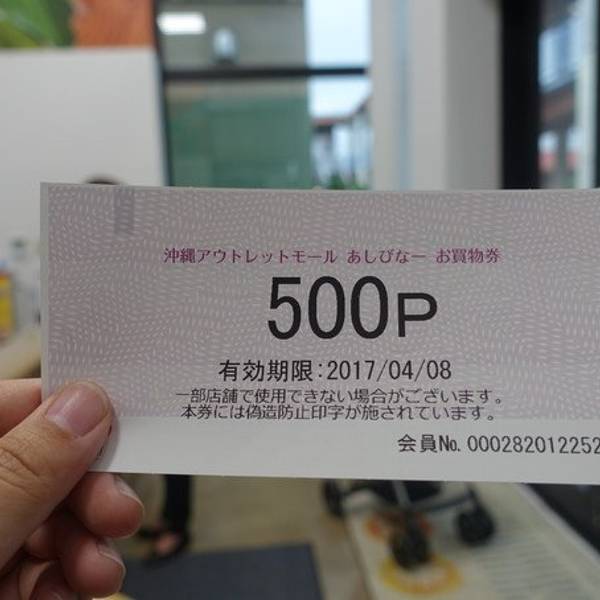 沖縄アウトレットモール あしびなー お買物券
500P
有効期限:2017/04/08
一部店舗で使用できない場合がございます。
本券には偽造防止印字が施されています。
会員No. 000282012252